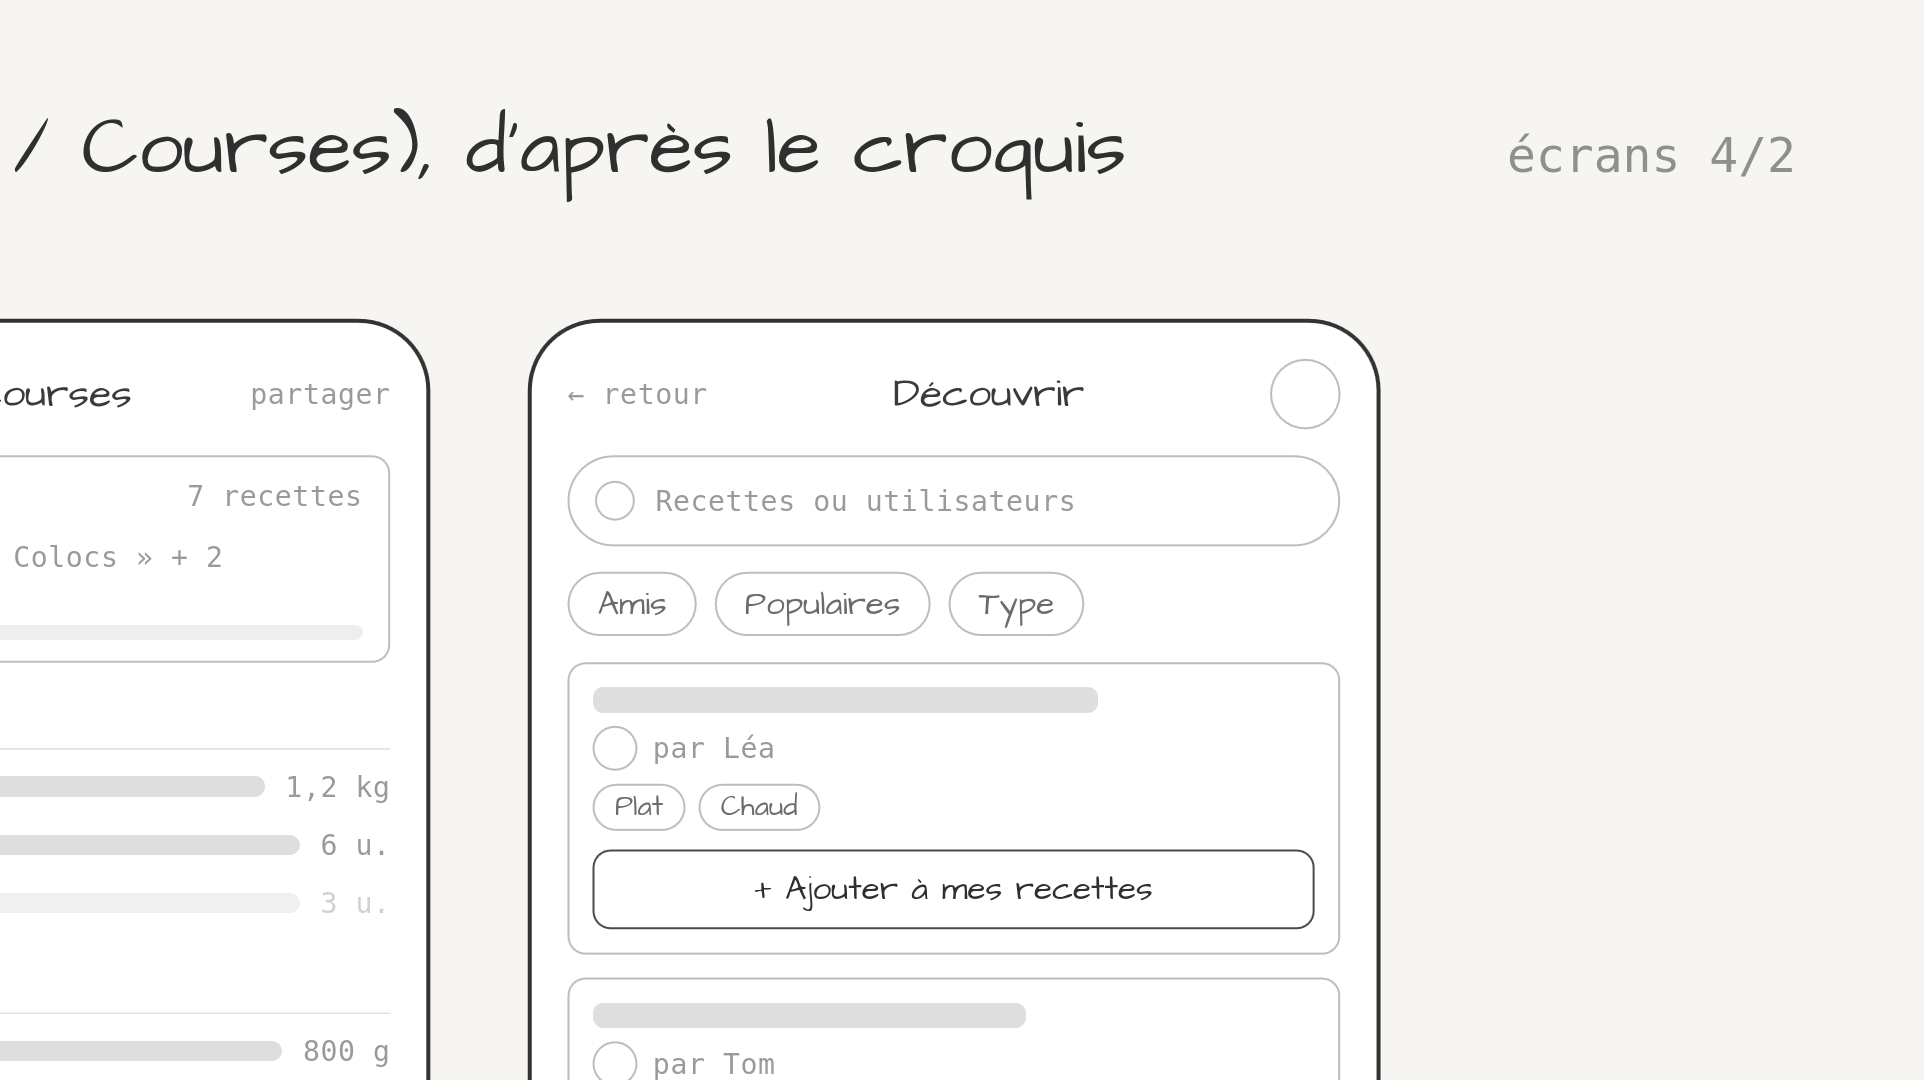 / Courses), d'après le croquis
écrans 4/2
ourses
partager
7 recettes
Colocs » + 2
1,2 kg
6 u.
3 u.
800 g
← retour
Découvrir
Recettes ou utilisateurs
Amis
Populaires
Type
par Léa
Plat
Chaud
+ Ajouter à mes recettes
par Tom